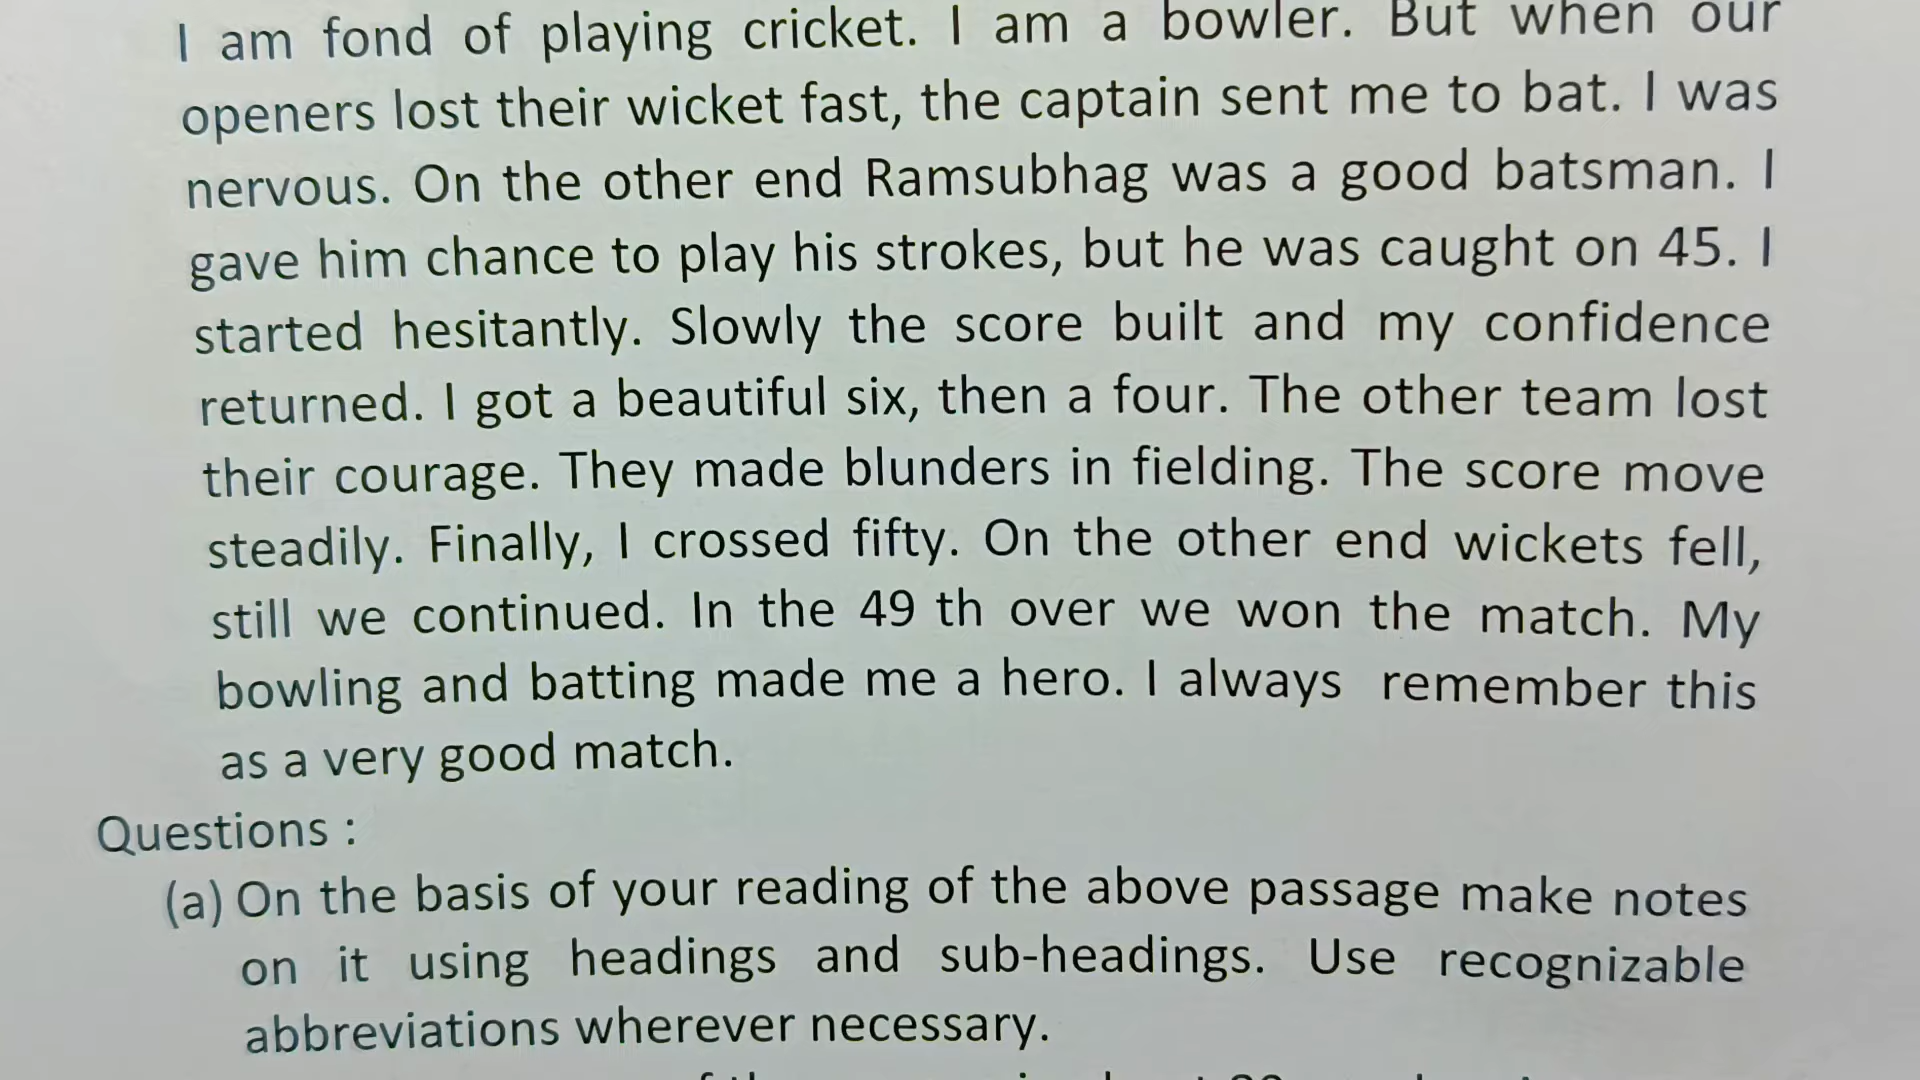 I am fond of playing cricket. I am a bowler. But when our
openers lost their wicket fast, the captain sent me to bat. I was
nervous. On the other end Ramsubhag was a good batsman. I
gave him chance to play his strokes, but he was caught on 45. I
started hesitantly. Slowly the score built and my confidence
returned. I got a beautiful six, then a four. The other team lost
their courage. They made blunders in fielding. The score move
steadily. Finally, I crossed fifty. On the other end wickets fell,
still we continued. In the 49 th over we won the match. My
bowling and batting made me a hero. I always remember this
as a very good match.
Questions :
(a) On the basis of your reading of the above passage make notes
on it using headings and sub-headings. Use recognizable
abbreviations wherever necessary.